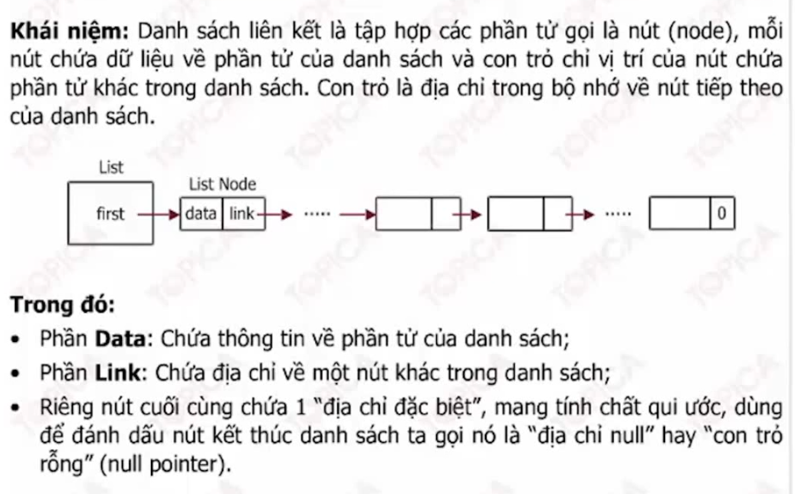 Khái niệm: Danh sách liên kết là tập hợp các phần tử gọi là nút (node), mỗi
nút chứa dữ liệu về phần tử của danh sách và con trỏ chỉ vị trí của nút chứa
phần tử khác trong danh sách. Con trỏ là địa chỉ trong bộ nhớ về nút tiếp theo
của danh sách.
List
List Node
first data link ..... ..... 0
Trong đó:
• Phần Data: Chứa thông tin về phần tử của danh sách;
• Phần Link: Chứa địa chỉ về một nút khác trong danh sách;
• Riêng nút cuối cùng chứa 1 “địa chỉ đặc biệt”, mang tính chất qui ước, dùng
để đánh dấu nút kết thúc danh sách ta gọi nó là “địa chỉ null” hay “con trỏ
rỗng” (null pointer).